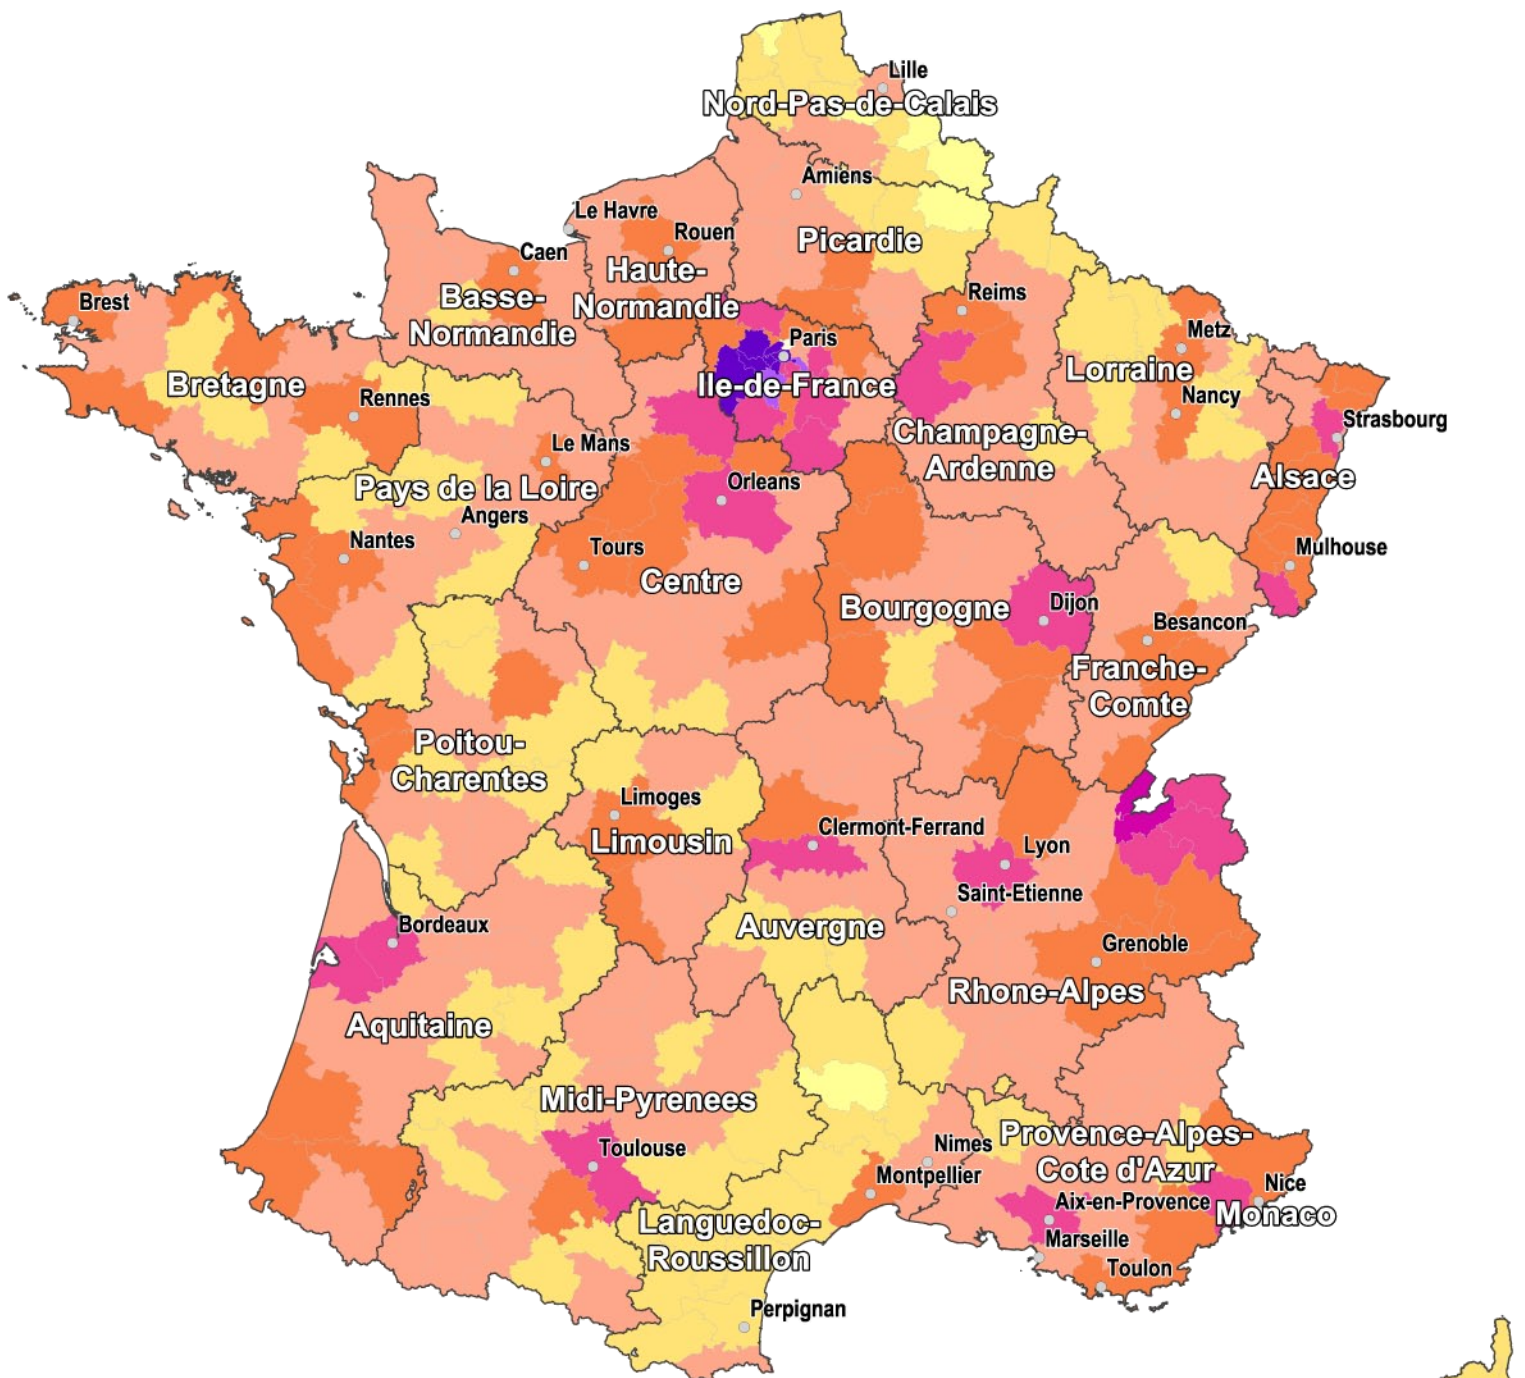 Lille
Nord-Pas-de-Calais
Amiens
Le Havre
Rouen
Picardie
Caen
Haute-
Normandie
Basse-
Normandie
Reims
Brest
Paris
Metz
Bretagne
Ile-de-France
Lorraine
Rennes
Nancy
Strasbourg
Le Mans
Champagne-
Ardenne
Alsace
Pays de la Loire
Orleans
Angers
Nantes
Tours
Mulhouse
Centre
Bourgogne
Dijon
Besancon
Franche-
Comte
Poitou-
Charentes
Limoges
Limousin
Clermont-Ferrand
Lyon
Saint-Etienne
Bordeaux
Auvergne
Grenoble
Rhone-Alpes
Aquitaine
Midi-Pyrenees
Toulouse
Nimes
Provence-Alpes-
Cote d'Azur
Montpellier
Nice
Aix-en-Provence
Monaco
Languedoc-
Roussillon
Marseille
Toulon
Perpignan